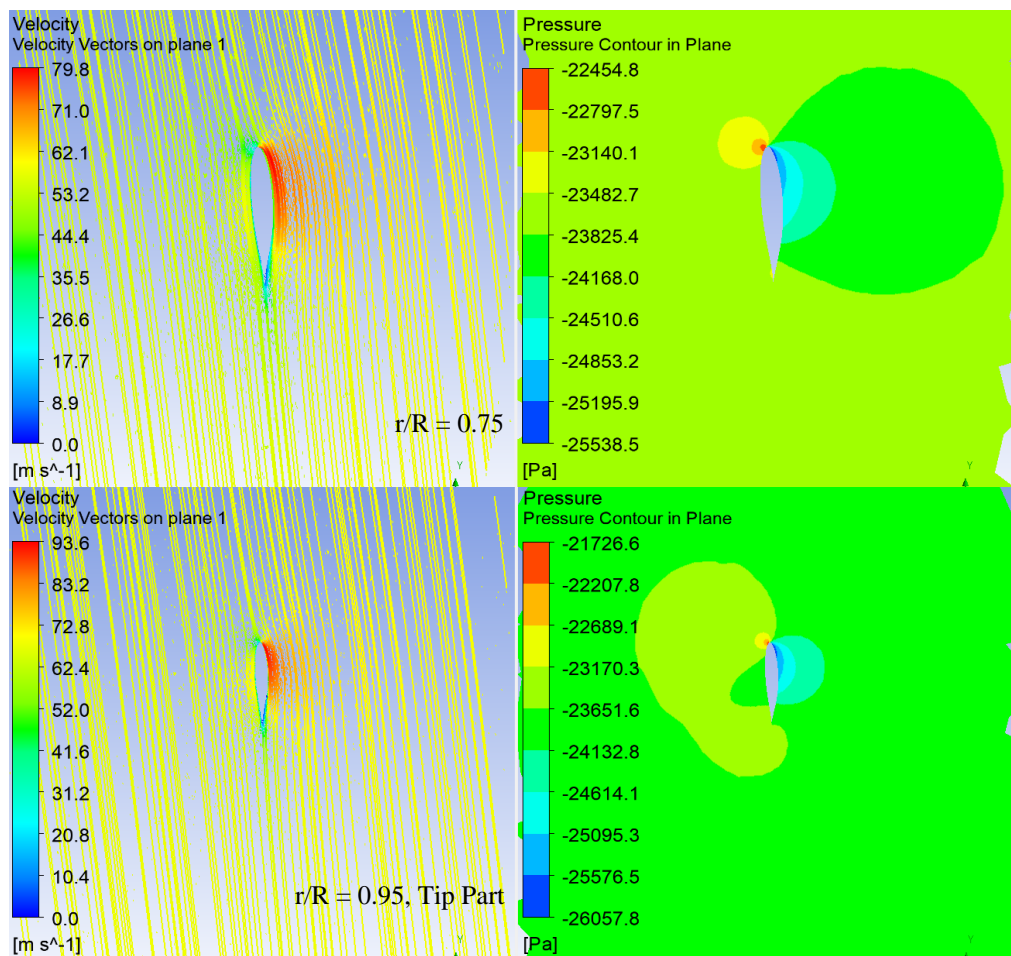 Velocity
Velocity Vectors on plane 1
79.8
71.0
62.1
53.2
44.4
35.5
26.6
17.7
8.9
0.0
[m s^-1]
r/R = 0.75
Pressure
Pressure Contour in Plane
-22454.8
-22797.5
-23140.1
-23482.7
-23825.4
-24168.0
-24510.6
-24853.2
-25195.9
-25538.5
[Pa]
Y
Y
Velocity
Velocity Vectors on plane 1
93.6
83.2
72.8
62.4
52.0
41.6
31.2
20.8
10.4
0.0
[m s^-1]
r/R = 0.95, Tip Part
Pressure
Pressure Contour in Plane
-21726.6
-22207.8
-22689.1
-23170.3
-23651.6
-24132.8
-24614.1
-25095.3
-25576.5
-26057.8
[Pa]
Y
Y